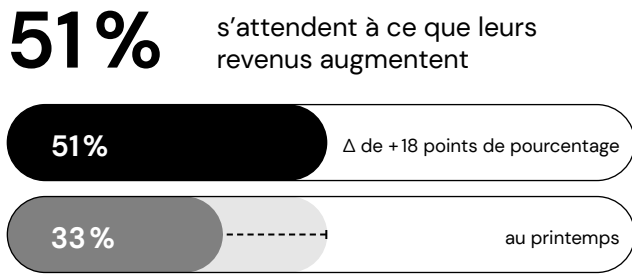 51 %
s’attendent à ce que leurs
revenus augmentent
51 %
Δ de +18 points de pourcentage
33 %
au printemps